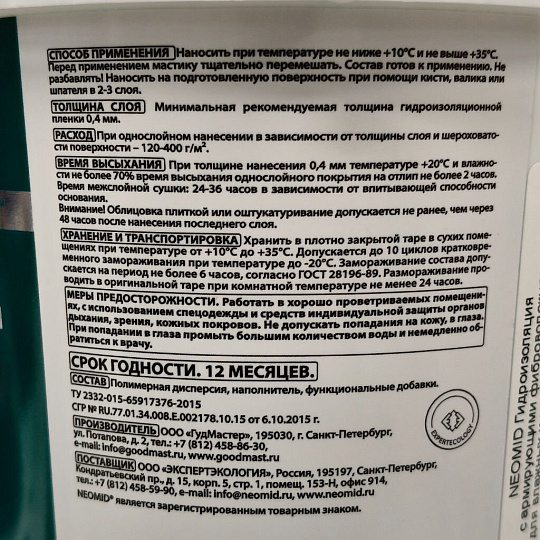 СПОСОБ ПРИМЕНЕНИЯ Наносить при температуре не ниже +10°С и не выше +35°С.
Перед применением мастику тщательно перемешать. Состав готов к применению. Не
разбавлять! Наносить на подготовленную поверхность при помощи кисти, валика или
шпателя в 2-3 слоя.
ТОЛЩИНА СЛОЯ Минимальная рекомендуемая толщина гидроизоляционной
пленки 0,4 мм.
РАСХОД При однослойном нанесении в зависимости от толщины слоя и шероховато-
сти поверхности – 120-400 г/м².
ВРЕМЯ ВЫСЫХАНИЯ При толщине нанесения 0,4 мм температуре +20°С и влажно-
сти не более 70% время высыхания однослойного покрытия на отлип не более 2 часов.
Время межслойной сушки: 24-36 часов в зависимости от впитывающей способности
основания.
Внимание! Облицовка плиткой или оштукатуривание допускается не ранее, чем через
48 часов после нанесения последнего слоя.
ХРАНЕНИЕ И ТРАНСПОРТИРОВКА Хранить в плотно закрытой таре в сухих поме-
щениях при температуре от +10°С до +35°С. Допускается до 10 циклов кратковре-
менного замораживания при температуре до -20°С. Замораживание состава допу-
скается на период не более 6 часов, согласно ГОСТ 28196-89. Размораживание про-
водить в оригинальной таре при комнатной температуре не менее 24 часов.
МЕРЫ ПРЕДОСТОРОЖНОСТИ. Работать в хорошо проветриваемых помещени-
ях, с использованием спецодежды и средств индивидуальной защиты органов
дыхания, зрения, кожных покровов. Не допускать попадания на кожу, в глаза.
При попадании в глаза промыть большим количеством воды и немедленно об-
ратиться к врачу.
СРОК ГОДНОСТИ. 12 МЕСЯЦЕВ.
СОСТАВ Полимерная дисперсия, наполнитель, функциональные добавки.
ТУ 2332-015-65917376-2015
СГР № RU.77.01.34.008.Е.002178.10.15 от 6.10.2015 г.
ПРОИЗВОДИТЕЛЬ ООО «ГудМастер», 195030, г. Санкт-Петербург,
ул. Потапова, д. 2, тел.: +7 (812) 458-86-30,
e-mail: info@goodmast.ru, www.goodmast.ru
ПОСТАВЩИК ООО «ЭКСПЕРТЭКОЛОГИЯ», Россия, 195197, Санкт-Петербург,
Кондратьевский пр., д. 15, корп. 5, стр. 1, помещ. 153-Н, офис 914,
тел.: +7 (812) 458-59-90, e-mail: info@neomid.ru, www.neomid.ru
NEOMID® является зарегистрированным товарным знаком.
EXPERTECOLOGY
NEOMID Гидроизоляция
с армирующими
для влажных